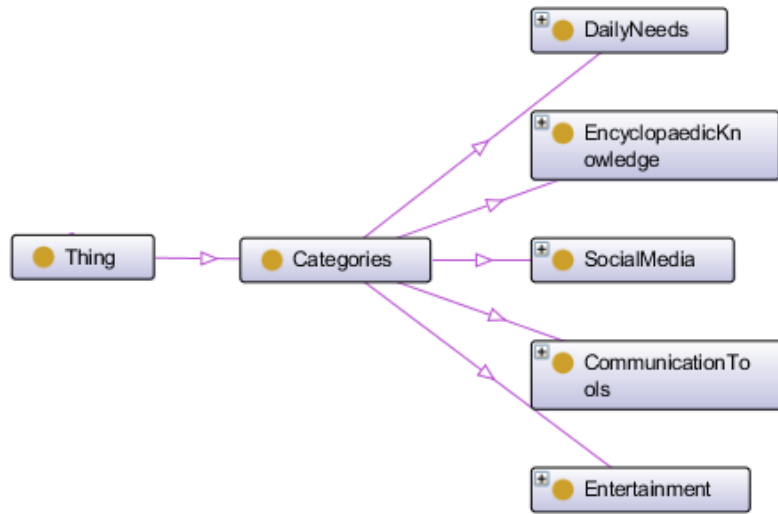 DailyNeeds
EncyclopaedicKn
owledge
Thing
Categories
SocialMedia
CommunicationTo
ols
Entertainment